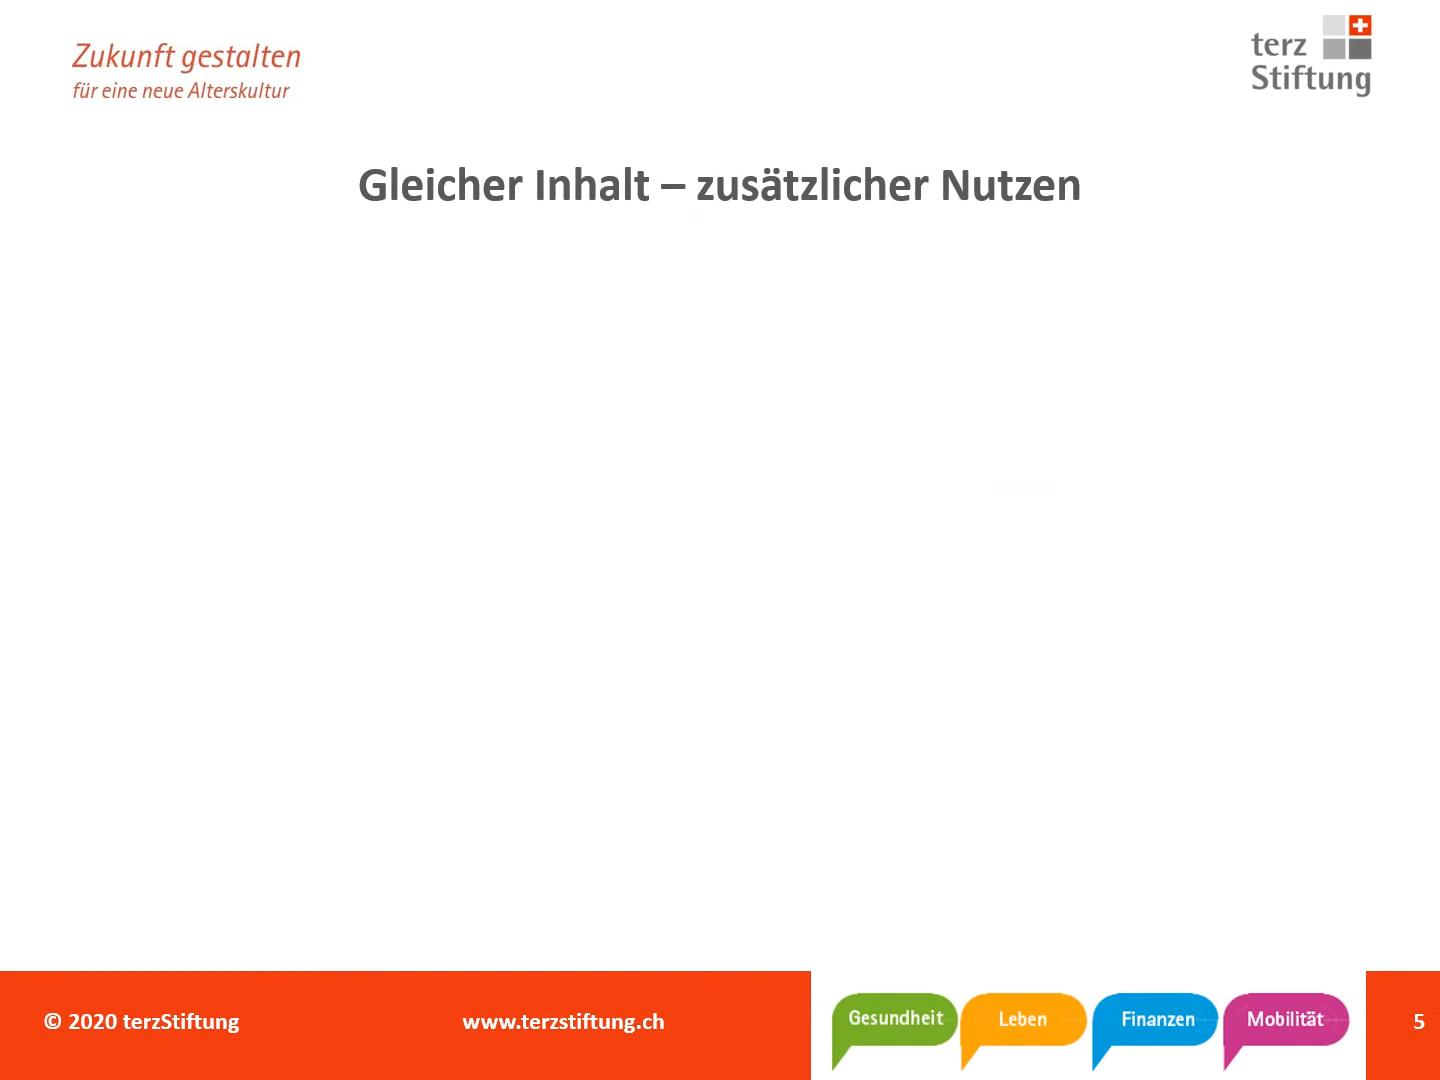 Zukunft gestalten
für eine neue Alterskultur
terz
Stiftung
Gleicher Inhalt – zusätzlicher Nutzen
© 2020 terzStiftung
www.terzstiftung.ch
Gesundheit
Leben
Finanzen
Mobilität
5